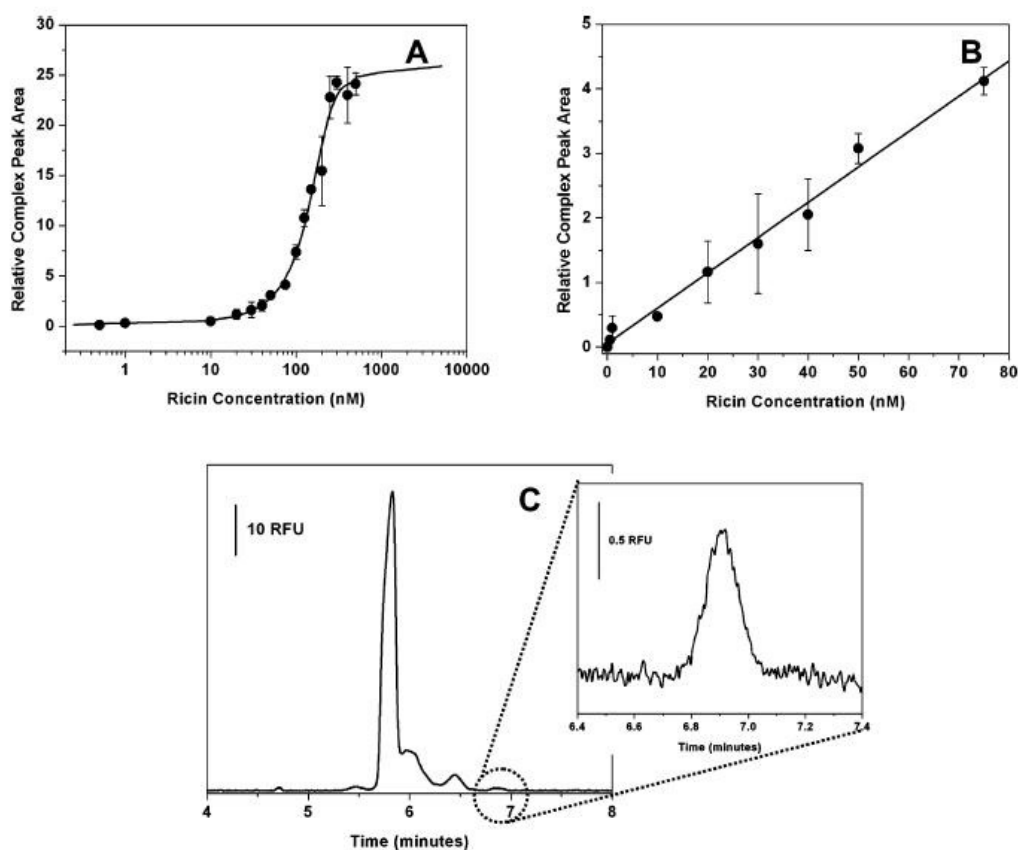 A
Relative Complex Peak Area
30
25
20
15
10
5
0
1 10 100 1000 10000
Ricin Concentration (nM)
B
Relative Complex Peak Area
5
4
3
2
1
0
0 10 20 30 40 50 60 70 80
Ricin Concentration (nM)
C
10 RFU
4 5 6 7 8
Time (minutes)
0.5 RFU
6.4 6.6 6.8 7.0 7.2 7.4
Time (minutes)